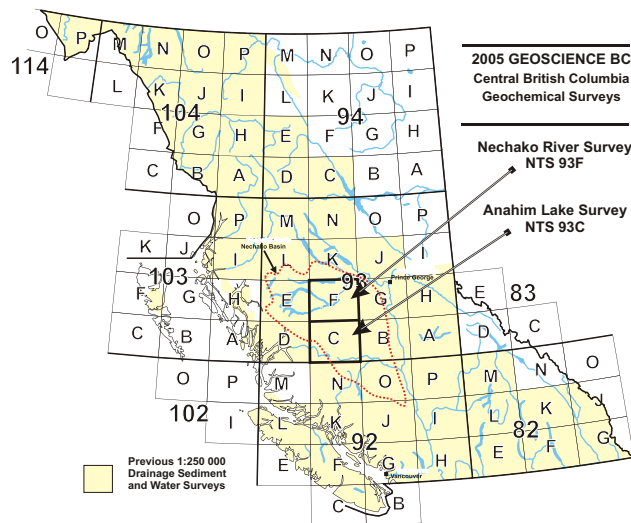 2005 GEOSCIENCE BC
Central British Columbia
Geochemical Surveys
Nechako River Survey
NTS 93F
Anahim Lake Survey
NTS 93C
O P M N O P M N O P
114
L K J I L K J I
104 94
F G H E F G H
C B A D C B A
O P M N O P
K J I L K J I
Nechako Basin
103 93
Prince George
F G H E F G H E 83
C B A D C B A D C
O P M N O P M N O
102
I L K J I L K
92 82
E F G H E F G
Vancouver
C B
Previous 1:250 000
Drainage Sediment
and Water Surveys